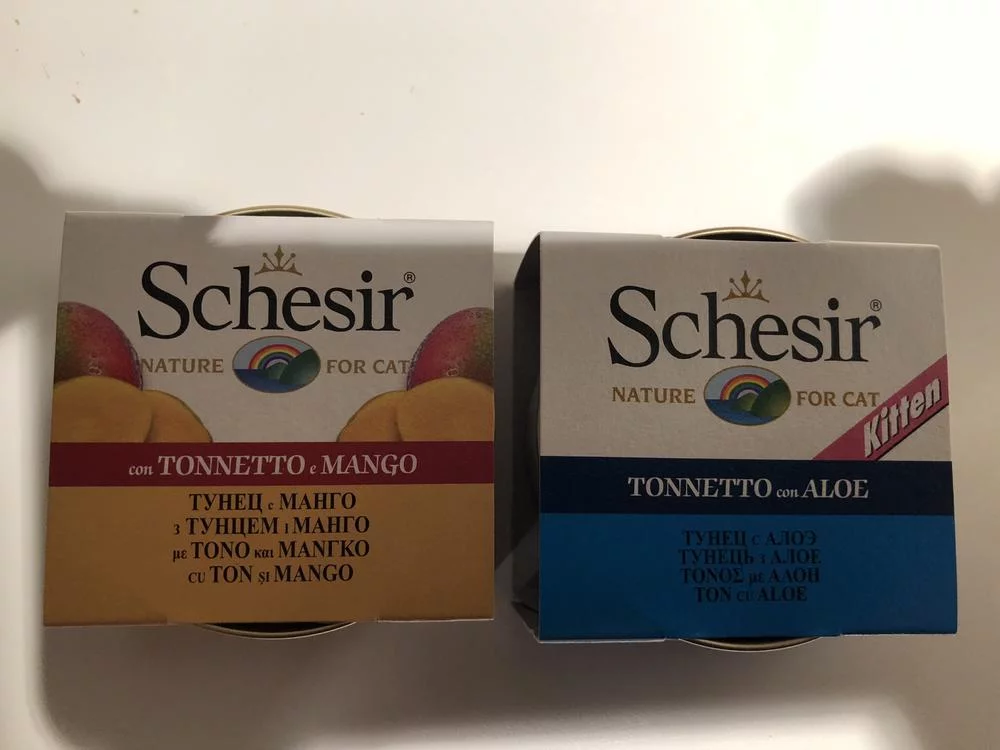 Schesir®
NATURE FOR CAT
con TONNETTO e MANGO
ТУНЕЦ с МАНГО
з ТУНЦЕМ і МАНГО
με ΤΟΝΟ και ΜΑΝΓΚΟ
CU TON ȘI MANGO
Schesir®
NATURE FOR CAT
Kitten
TONNETTO con ALOE
ТУНЕЦ с АЛОЭ
ТУНЕЦЬ з АЛОЕ
ΤΟΝΟΣ με ΑΛΟΗ
TON CU ALOE